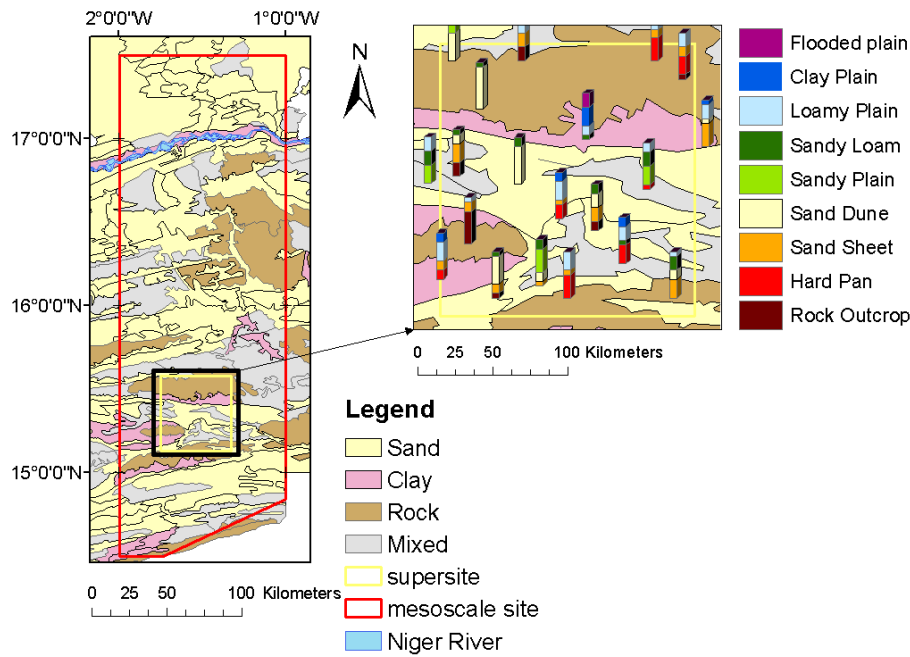 2°0'0"W
1°0'0"W
N
17°0'0"N
16°0'0"N
15°0'0"N
0 25 50 100 Kilometers
0 25 50 100 Kilometers
Flooded plain
Clay Plain
Loamy Plain
Sandy Loam
Sandy Plain
Sand Dune
Sand Sheet
Hard Pan
Rock Outcrop
Legend
Sand
Clay
Rock
Mixed
supersite
mesoscale site
Niger River